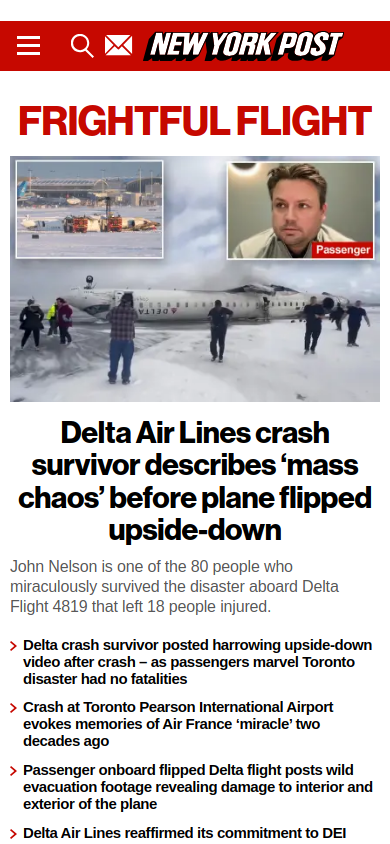 NEW YORK POST
FRIGHTFUL FLIGHT
Passenger
DELTA
Delta Air Lines crash
survivor describes ‘mass
chaos’ before plane flipped
upside-down
John Nelson is one of the 80 people who
miraculously survived the disaster aboard Delta
Flight 4819 that left 18 people injured.
Delta crash survivor posted harrowing upside-down
video after crash – as passengers marvel Toronto
disaster had no fatalities
Crash at Toronto Pearson International Airport
evokes memories of Air France ‘miracle’ two
decades ago
Passenger onboard flipped Delta flight posts wild
evacuation footage revealing damage to interior and
exterior of the plane
Delta Air Lines reaffirmed its commitment to DEI